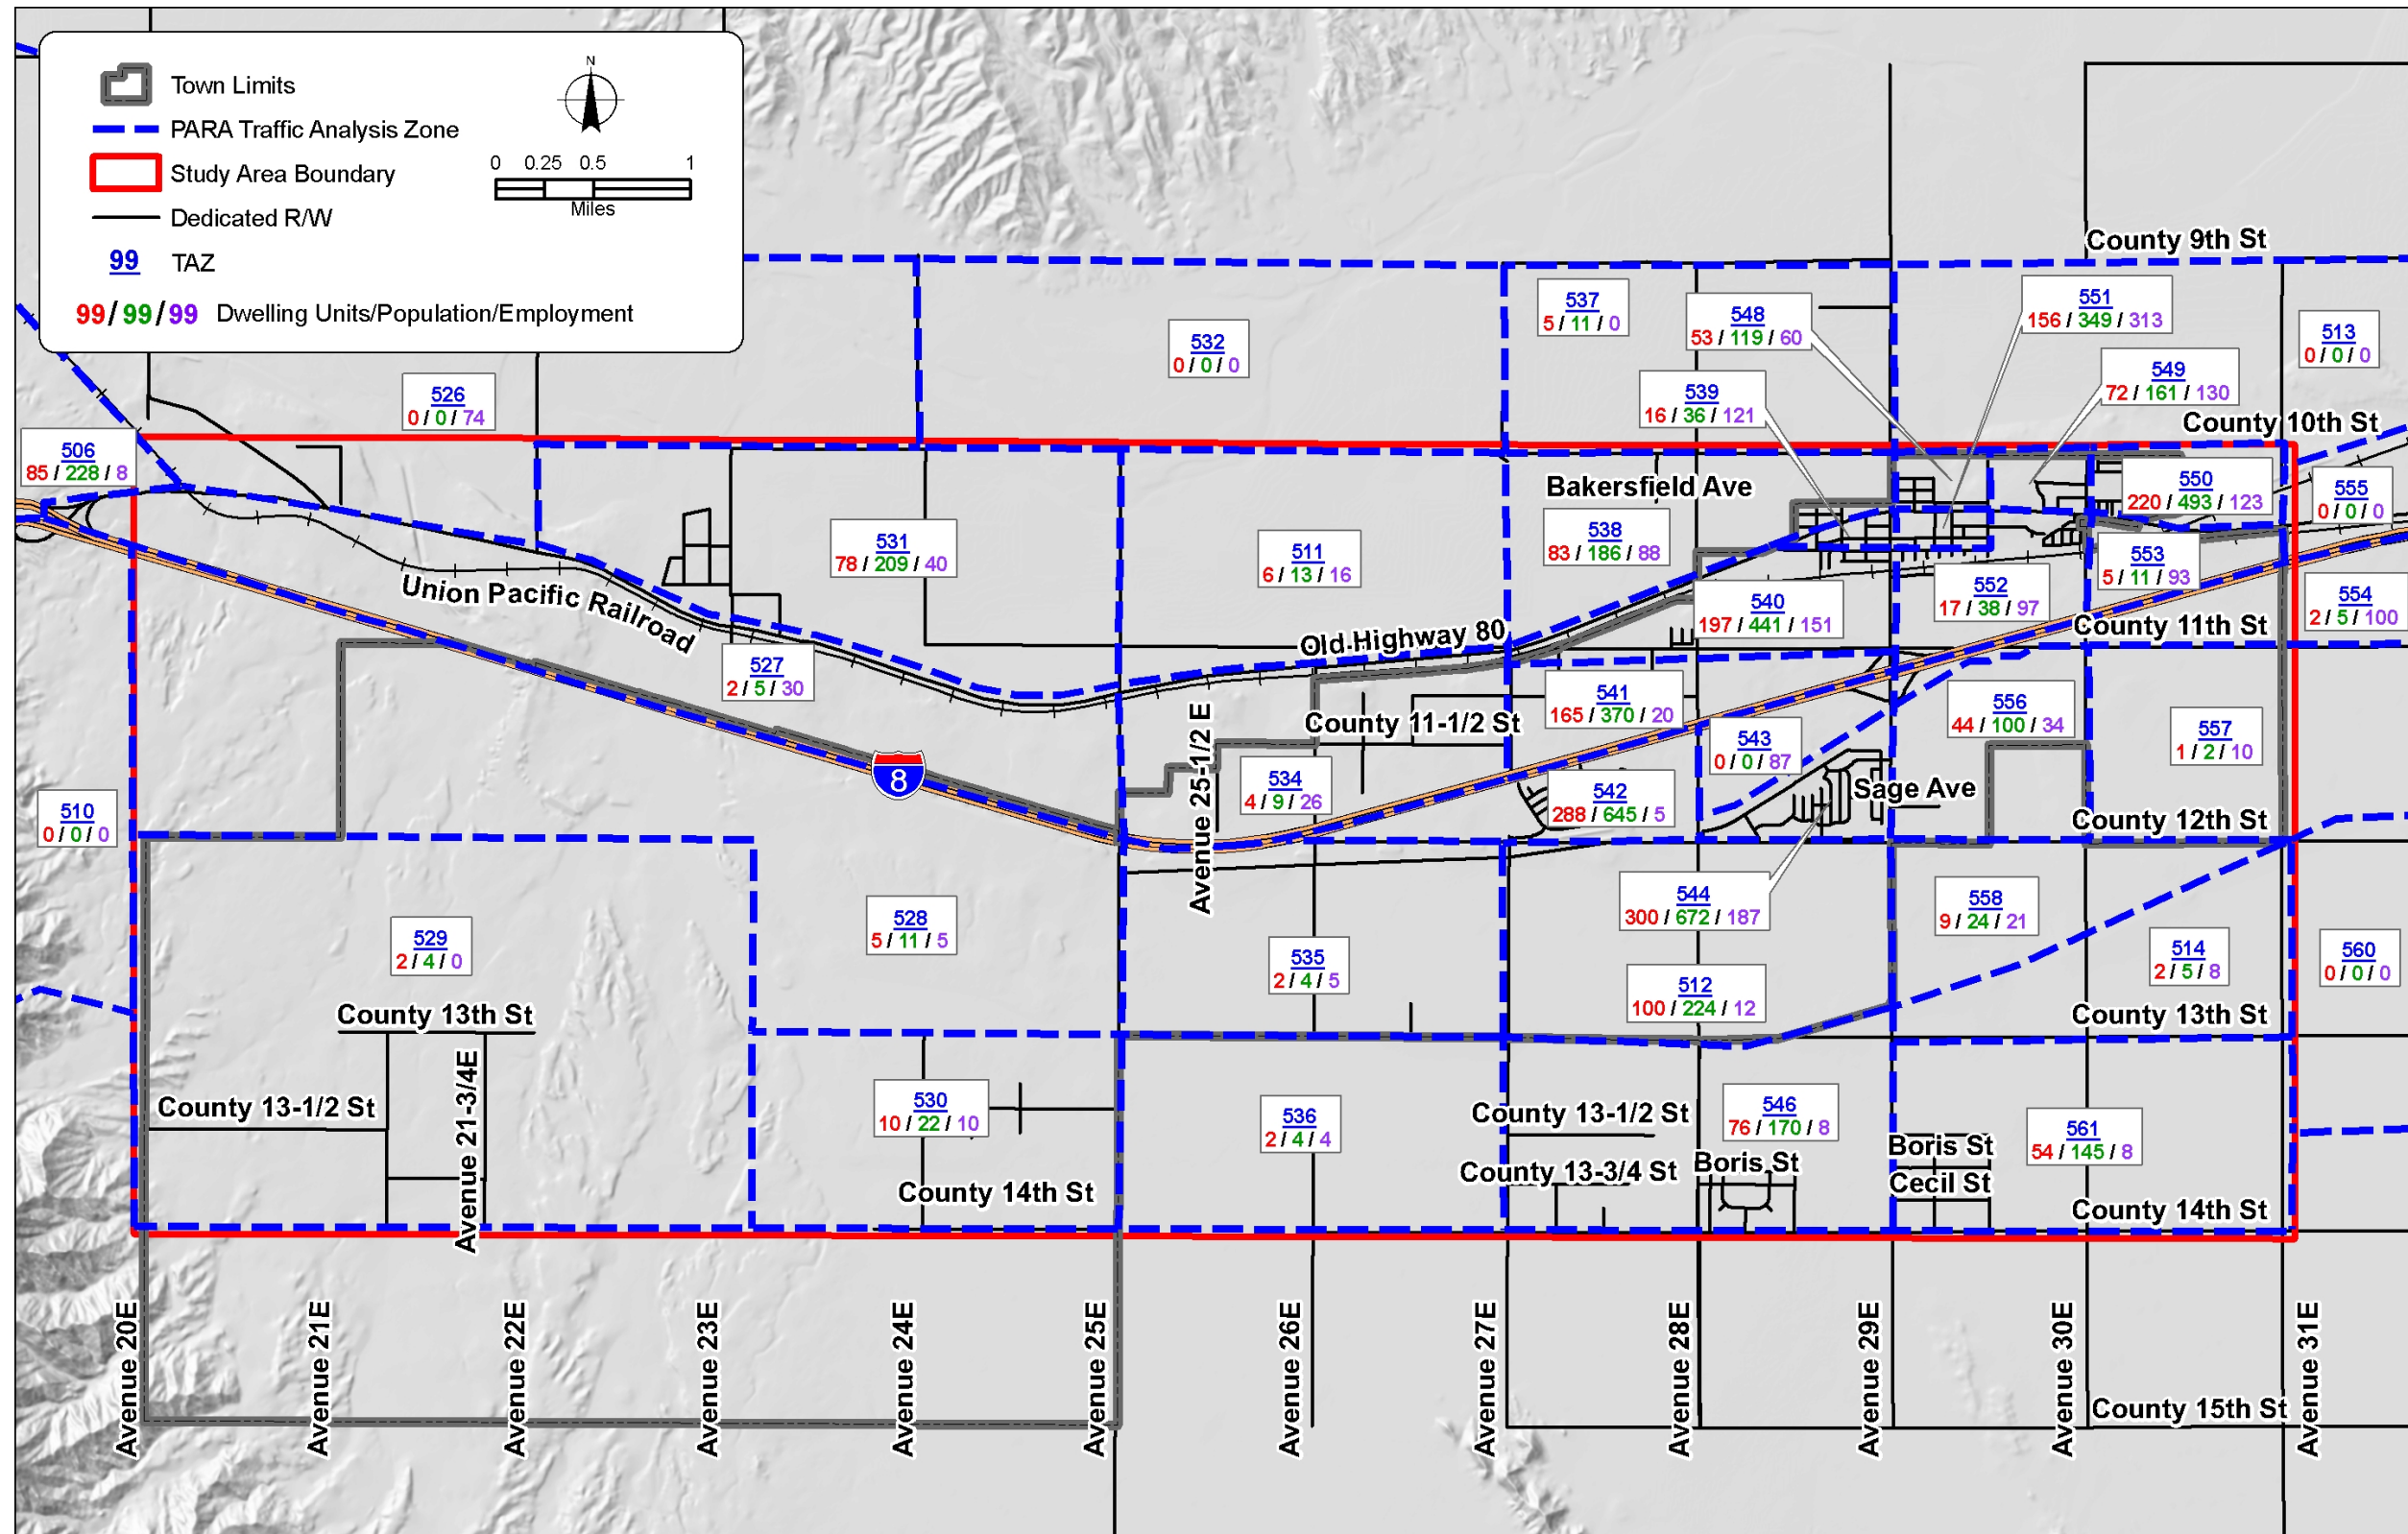 Town Limits
PARA Traffic Analysis Zone
Study Area Boundary
Dedicated R/W
99 TAZ
99 / 99 / 99 Dwelling Units/Population/Employment
N
0 0.25 0.5 1
Miles
County 9th St
537
5 / 11 / 0
548
53 / 119 / 60
551
156 / 349 / 313
513
0 / 0 / 0
532
0 / 0 / 0
526
0 / 0 / 74
539
16 / 36 / 121
549
72 / 161 / 130
County 10th St
506
85 / 228 / 8
Bakersfield Ave
550
220 / 493 / 123
555
0 / 0 / 0
531
78 / 209 / 40
511
6 / 13 / 16
538
83 / 186 / 88
553
5 / 11 / 93
552
17 / 38 / 97
554
2 / 5 / 100
Union Pacific Railroad
540
197 / 441 / 151
County 11th St
Old Highway 80
527
2 / 5 / 30
541
165 / 370 / 20
556
44 / 100 / 34
557
1 / 2 / 10
County 11-1/2 St
543
0 / 0 / 87
8
534
4 / 9 / 26
542
288 / 645 / 5
Sage Ave
510
0 / 0 / 0
County 12th St
Avenue 25-1/2 E
544
300 / 672 / 187
558
9 / 24 / 21
528
5 / 11 / 5
529
2 / 4 / 0
535
2 / 4 / 5
514
2 / 5 / 8
560
0 / 0 / 0
512
100 / 224 / 12
County 13th St
County 13th St
County 13-1/2 St
Avenue 21-3/4E
530
10 / 22 / 10
536
2 / 4 / 4
County 13-1/2 St
546
76 / 170 / 8
561
54 / 145 / 8
Boris St
County 13-3/4 St
Boris St
Cecil St
County 14th St
County 14th St
Avenue 20E
Avenue 21E
Avenue 22E
Avenue 23E
Avenue 24E
Avenue 25E
Avenue 26E
Avenue 27E
Avenue 28E
Avenue 29E
Avenue 30E
Avenue 31E
County 15th St